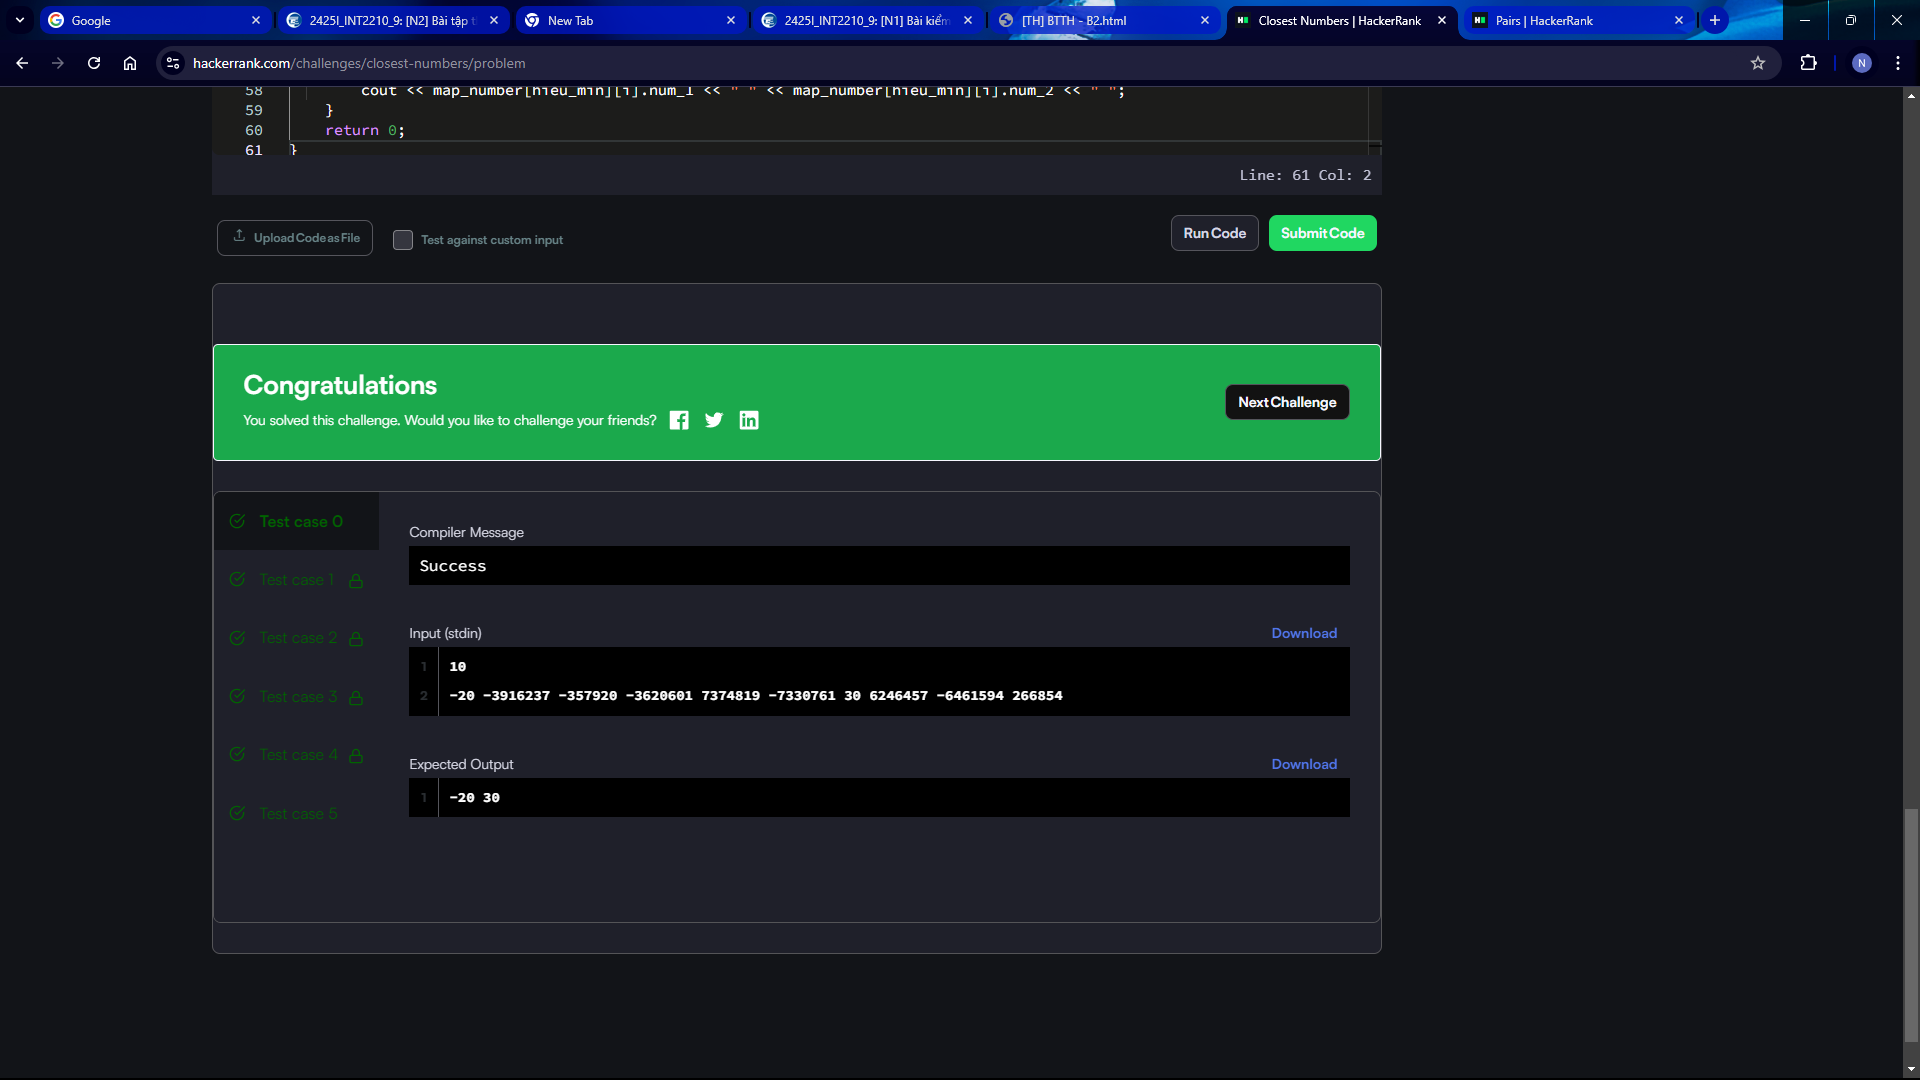 Google
2425I_INT2210_9: [N2] Bài tập t
New Tab
2425I_INT2210_9: [N1] Bài kiểm
[TH] BTTH - B2.html
Closest Numbers | HackerRank
Pairs | HackerRank
hackerrank.com/challenges/closest-numbers/problem
N
58 cout << map_number[hieu_min][i].num_1 << " " << map_number[hieu_min][i].num_2 << " ";
59 }
60 return 0;
61 }
Line: 61 Col: 2
Upload Code as File
Test against custom input
Run Code
Submit Code
Congratulations
You solved this challenge. Would you like to challenge your friends?
Next Challenge
Test case 0
Test case 1
Test case 2
Test case 3
Test case 4
Test case 5
Compiler Message
Success
Input (stdin)
Download
1 10
2 -20 -3916237 -357920 -3620601 7374819 -7330761 30 6246457 -6461594 266854
Expected Output
Download
1 -20 30